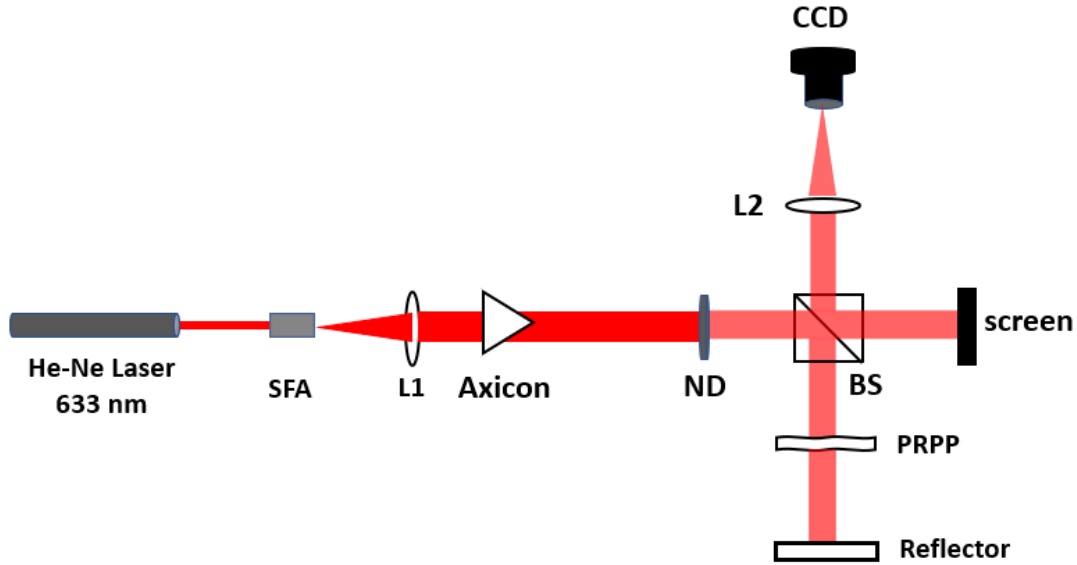 CCD
L2
screen
He-Ne Laser
633 nm
SFA
L1
Axicon
ND
BS
PRPP
Reflector